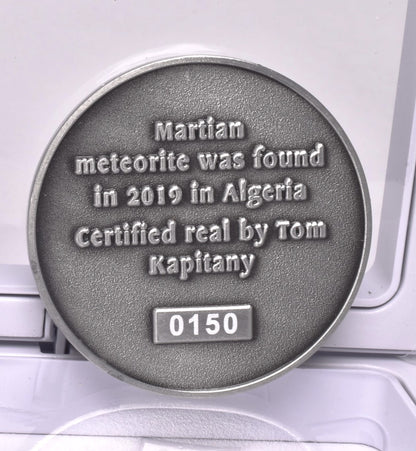 Martian
meteorite was found
in 2019 in Algeria
Certified real by Tom
Kapitany
0150